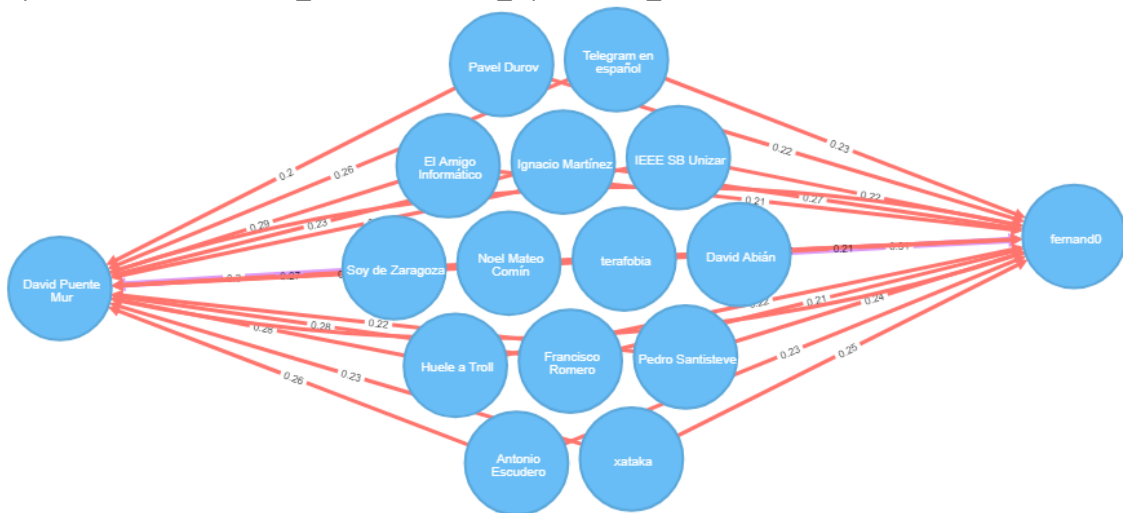 Pavel Durov
Telegram en
español
0.2
0.26
0.22
0.23
El Amigo
Informático
Ignacio Martínez
IEEE SB Unizar
0.29
0.23
0.21
0.27
0.22
David Puente
Mur
Soy de Zaragoza
Noel Mateo
Comín
terafobia
David Abián
fernand0
0.21
0.22
0.28
0.28
0.22
0.21
0.24
Huele a Troll
Francisco
Romero
Pedro Santisteve
0.26
0.23
0.23
0.25
Antonio
Escudero
xataka